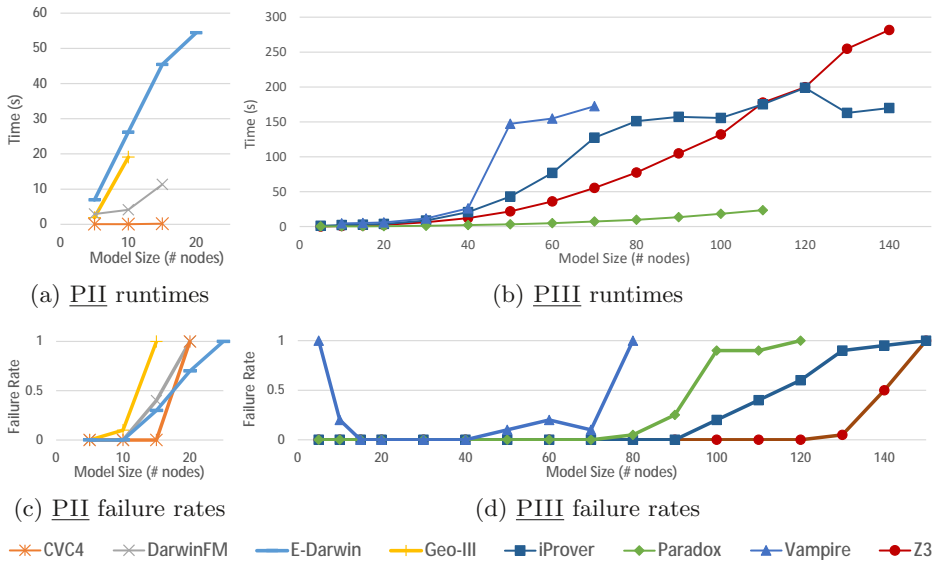 60
50
40
30
20
10
0
Time (s)
0 10 20
Model Size (# nodes)
(a) PII runtimes
300
250
200
150
100
50
0
Time (s)
0 20 40 60 80 100 120 140
Model Size (# nodes)
(b) PIII runtimes
1
0.5
0
Failure Rate
0 10 20
Model Size (# nodes)
(c) PII failure rates
1
0.5
0
Failure Rate
0 20 40 60 80 100 120 140
Model Size (# nodes)
(d) PIII failure rates
CVC4 DarwinFM E-Darwin Geo-III iProver Paradox Vampire Z3